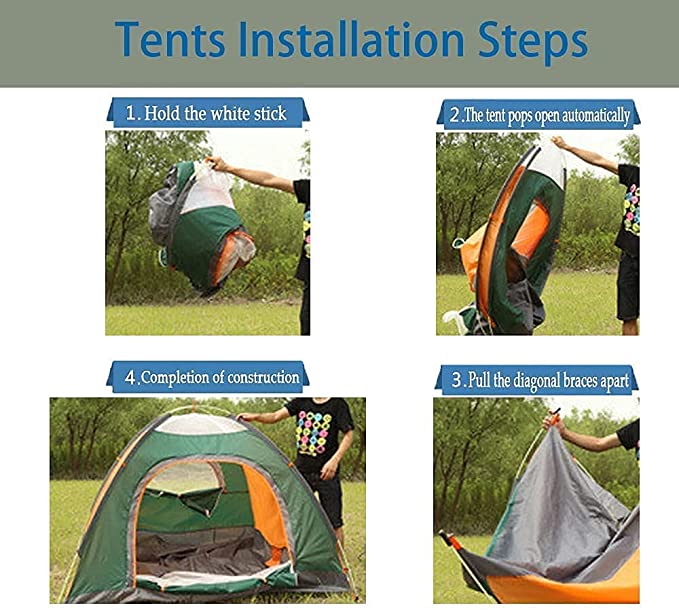 Tents Installation Steps
1. Hold the white stick
2. The tent pops open automatically
3. Pull the diagonal braces apart
4. Completion of construction